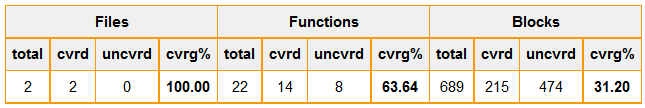 Files Functions Blocks
total cvrd uncvrd cvrg% total cvrd uncvrd cvrg% total cvrd uncvrd cvrg%
2 2 0 100.00 22 14 8 63.64 689 215 474 31.20